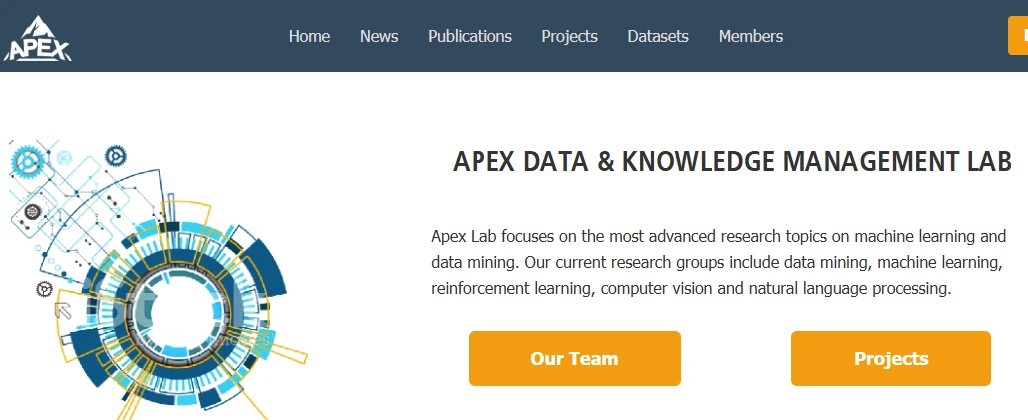 APEX
Home News Publications Projects Datasets Members
APEX DATA & KNOWLEDGE MANAGEMENT LAB
Apex Lab focuses on the most advanced research topics on machine learning and
data mining. Our current research groups include data mining, machine learning,
reinforcement learning, computer vision and natural language processing.
Our Team Projects